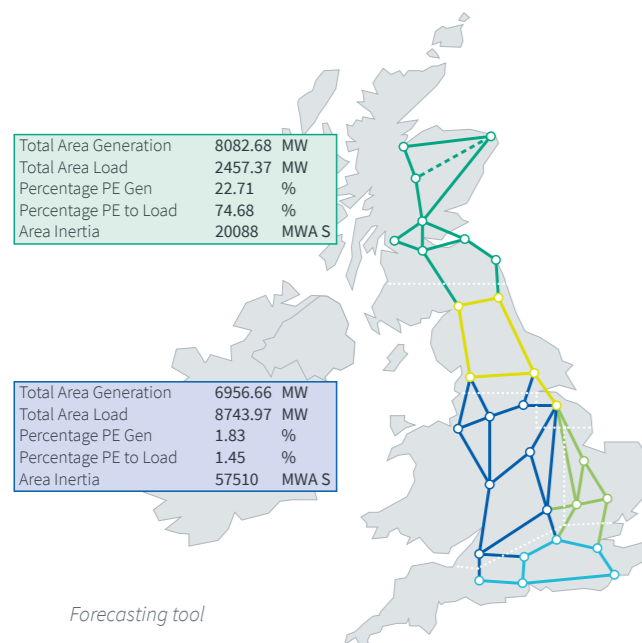 Total Area Generation 8082.68 MW
Total Area Load 2457.37 MW
Percentage PE Gen 22.71 %
Percentage PE to Load 74.68 %
Area Inertia 20088 MWA S
Total Area Generation 6956.66 MW
Total Area Load 8743.97 MW
Percentage PE Gen 1.83 %
Percentage PE to Load 1.45 %
Area Inertia 57510 MWA S
Forecasting tool